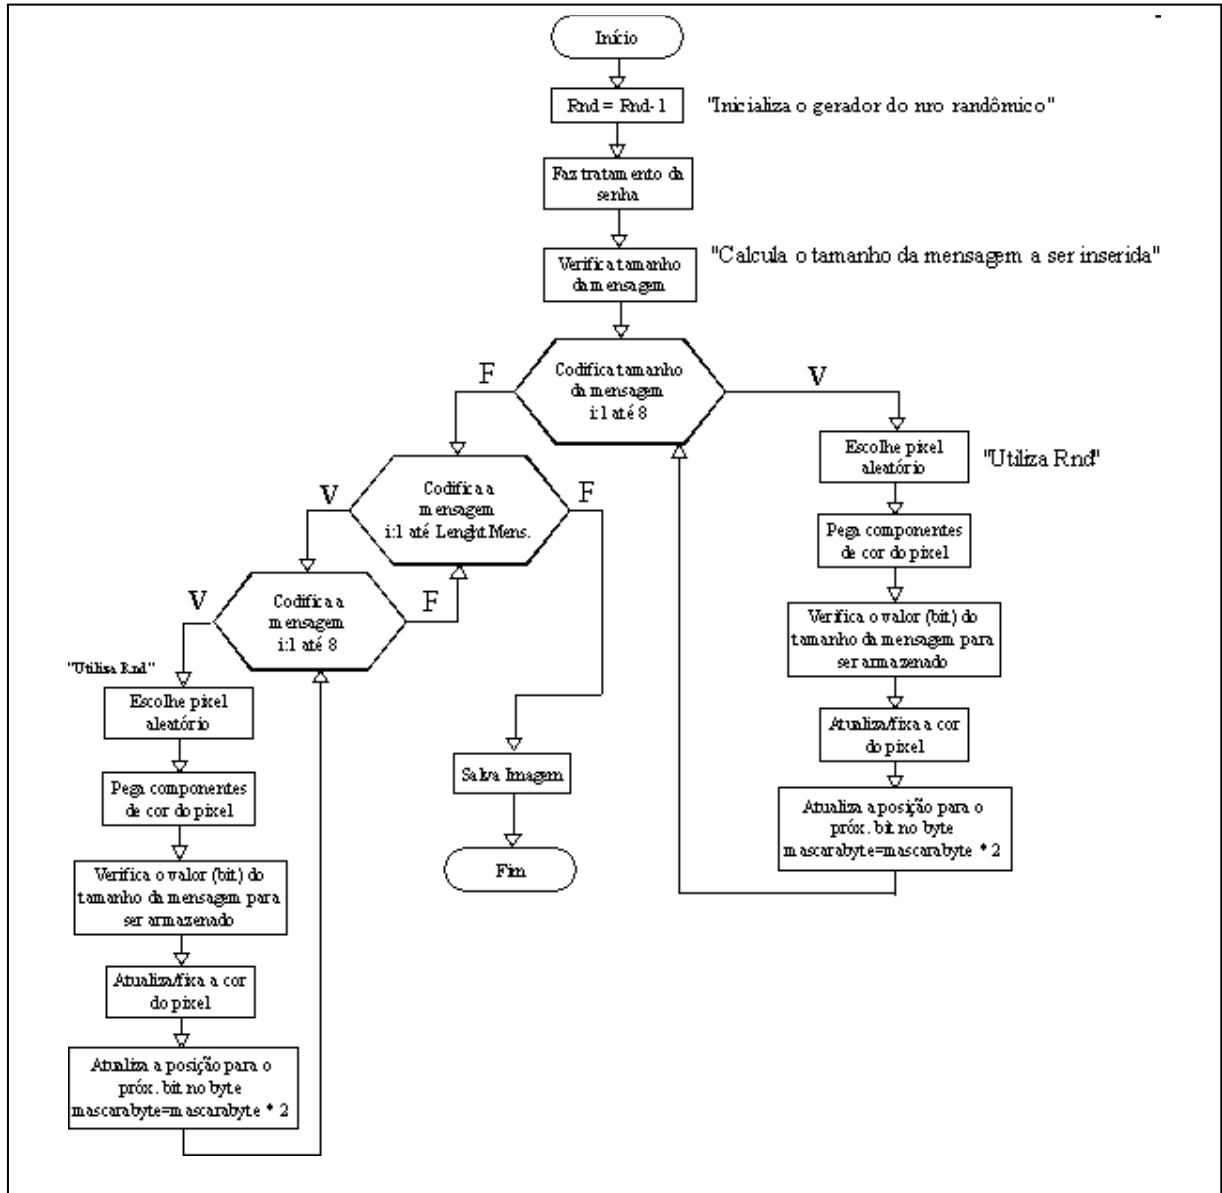 Início
Rnd = Rnd-1
"Inicializa o gerador do nro randômico"
Faz tratamento da
senha
Verifica tamanho
da mensagem
"Calcula o tamanho da mensagem a ser inserida"
Codifica tamanho
da mensagem
i:1 até 8
F
V
Escolhe pixel
aleatório
"Utiliza Rnd"
Pega componentes
de cor do pixel
Verifica o valor (bit) do
tamanho da mensagem para
ser armazenado
Atualiza/fixa a cor
do pixel
Atualiza a posição para o
próx. bit no byte
mascarabyte=mascarabyte * 2
Codifica a
mensagem
i:1 até Lenght.Mens.
V
F
Codifica a
mensagem
i:1 até 8
V
F
"Utiliza Rnd"
Escolhe pixel
aleatório
Pega componentes
de cor do pixel
Verifica o valor (bit) do
tamanho da mensagem para
ser armazenado
Atualiza/fixa a cor
do pixel
Atualiza a posição para o
próx. bit no byte
mascarabyte=mascarabyte * 2
Salva Imagem
Fim